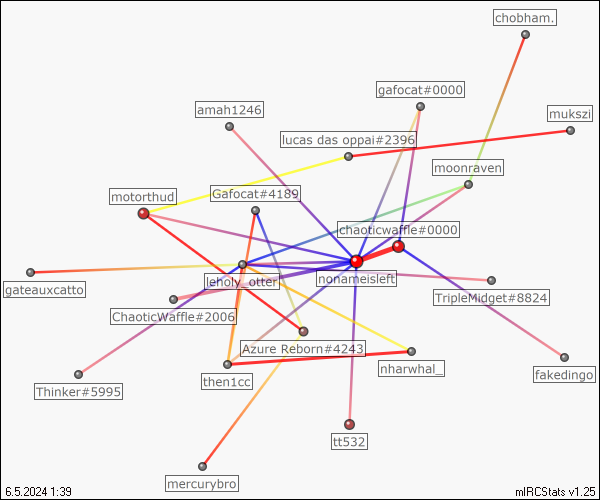 chobham.
gafocat#0000
amah1246
mukszi
lucas das oppai#2396
moonraven
motorthud
Gafocat#4189
chaoticwaffle#0000
leholy_otter
nonameisleft
gateauxcatto
TripleMidget#8824
ChaoticWaffle#2006
Azure Reborn#4243
nharwhal_
fakedingo
then1cc
Thinker#5995
tt532
mercurybro
6.5.2024 1:39
mIRCStats v1.25